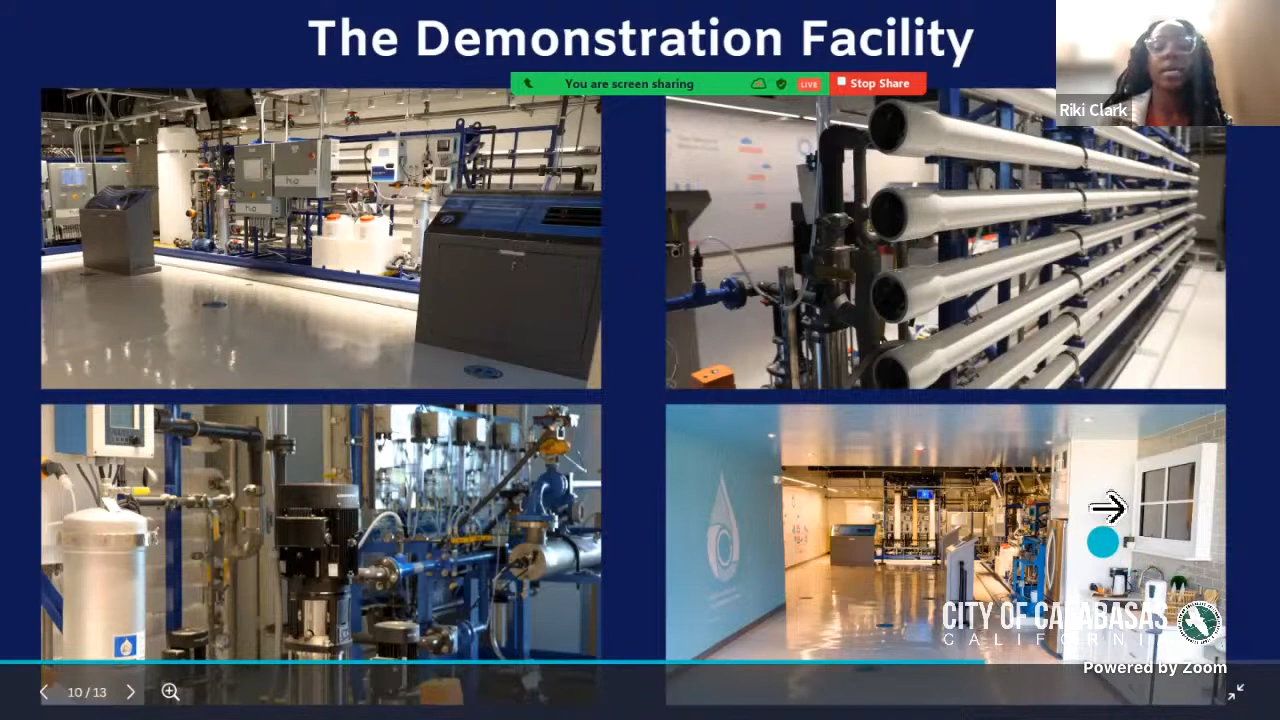 The Demonstration Facility
You are screen sharing
LIVE
Stop Share
Riki Clark
CITY OF CALABASAS
CALIFORNI
Powered by Zoom
10 / 13